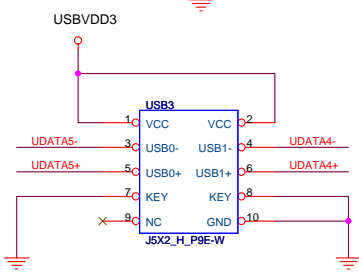 USBVDD3
USB3
1 VCC VCC 2
UDATA5- 3 USB0- USB1- 4 UDATA4-
UDATA5+ 5 USB0+ USB1+ 6 UDATA4+
7 KEY KEY 8
9 NC GND 10
J5X2_H_P9E-W